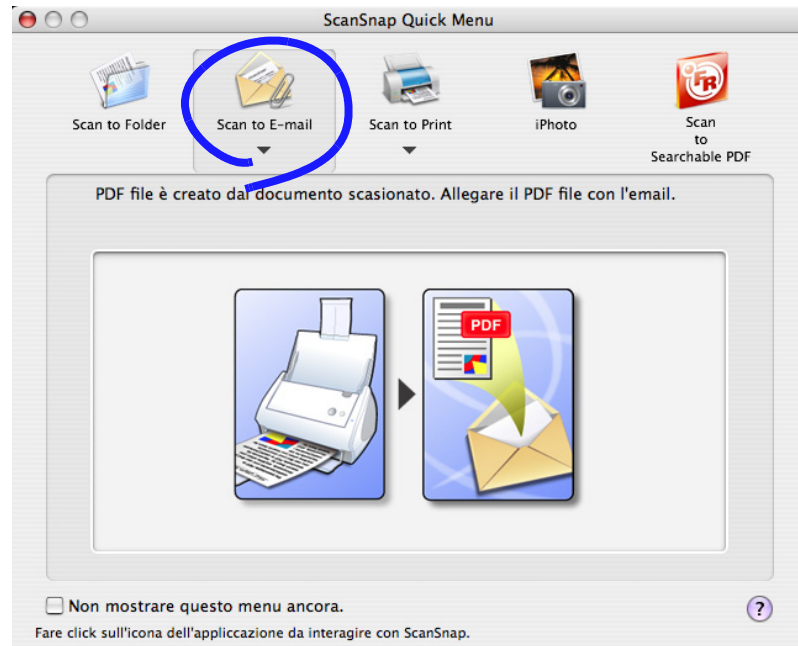 ScanSnap Quick Menu
Scan to Folder
Scan to E-mail
Scan to Print
iPhoto
Scan
to
Searchable PDF
PDF file è creato dal documento scasionato. Allegare il PDF file con l'email.
PDF
Non mostrare questo menu ancora.
?
Fare click sull'icona dell'appliccazione da interagire con ScanSnap.